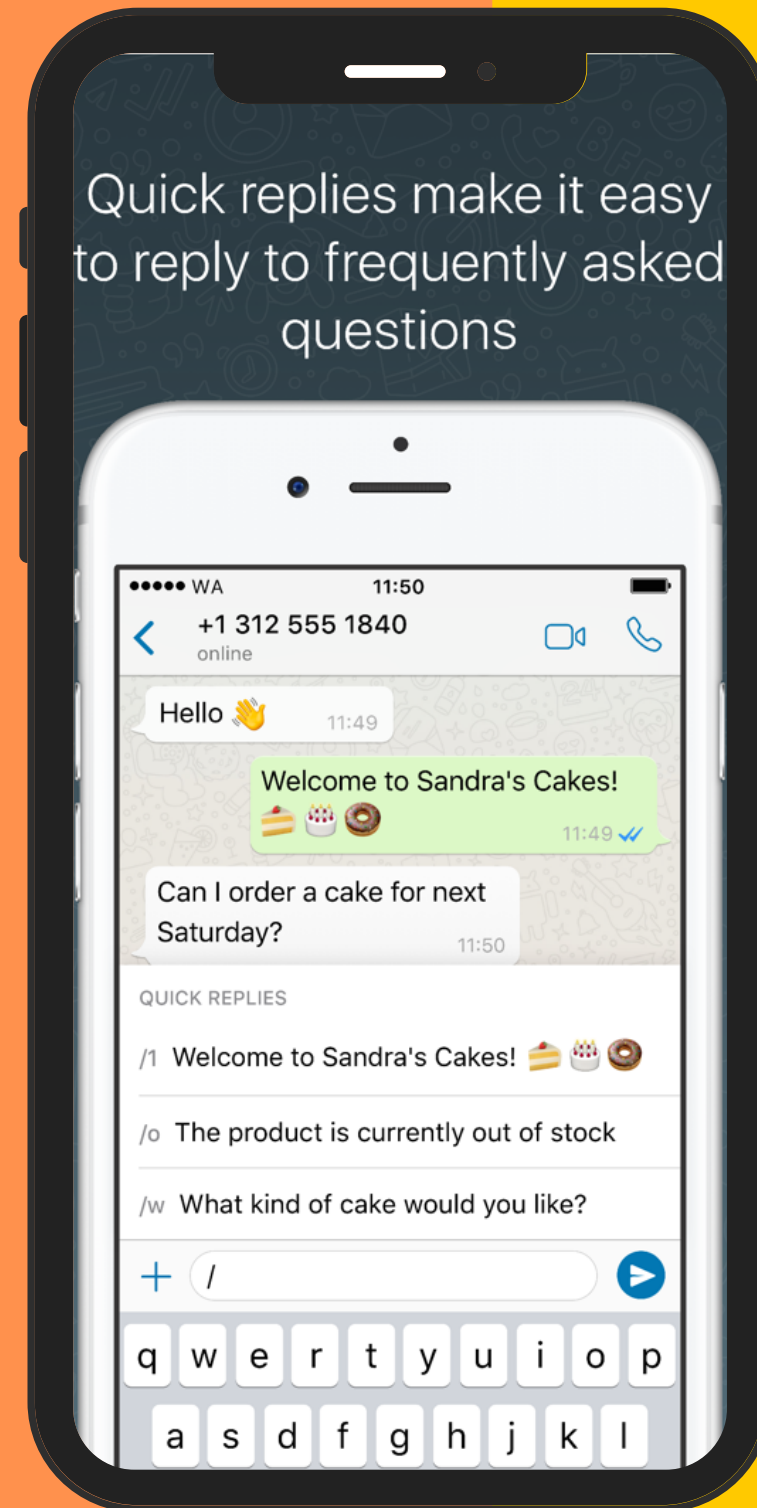 Quick replies make it easy
to reply to frequently asked
questions
WA 11:50
+1 312 555 1840
online
Hello 👋 11:49
Welcome to Sandra's Cakes!
🍰 🎂 🍩 11:49
Can I order a cake for next
Saturday? 11:50
QUICK REPLIES
/1 Welcome to Sandra's Cakes! 🍰 🎂 🍩
/o The product is currently out of stock
/w What kind of cake would you like?
/
q w e r t y u i o p
a s d f g h j k l